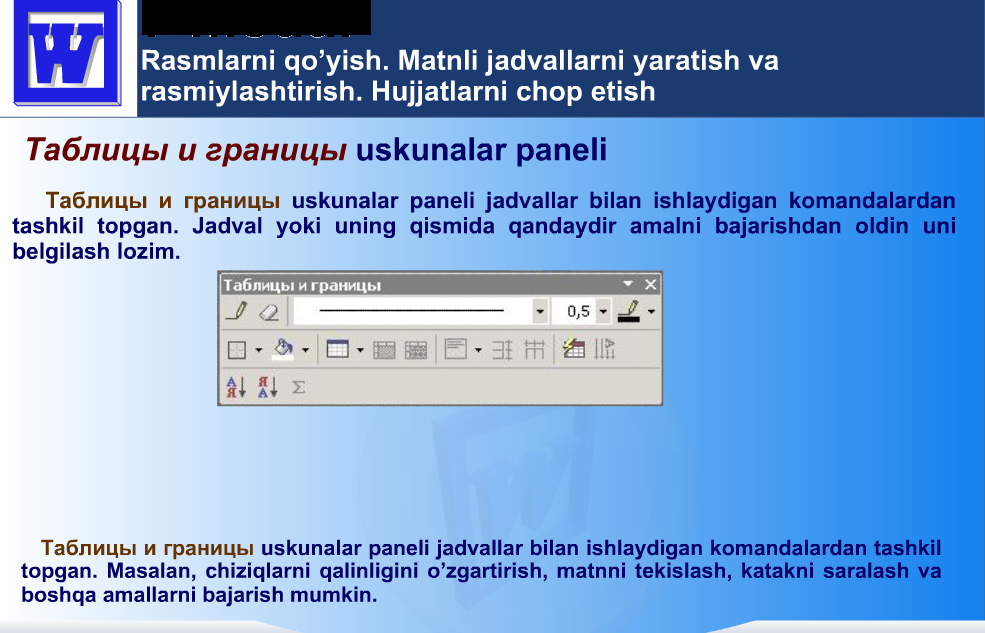 W
Rasmlarni qo’yish. Matnli jadvallarni yaratish va
rasmiylashtirish. Hujjatlarni chop etish
Таблицы и границы uskunalar paneli
Таблицы и границы uskunalar paneli jadvallar bilan ishlaydigan komandalardan
tashkil topgan. Jadval yoki uning qismida qandaydir amalni bajarishdan oldin uni
belgilash lozim.
Таблицы и границы
0,5
А Я Я А Σ
Таблицы и границы uskunalar paneli jadvallar bilan ishlaydigan komandalardan tashkil
topgan. Masalan, chiziqlarni qalinligini o’zgartirish, matnni tekislash, katakni saralash va
boshqa amallarni bajarish mumkin.